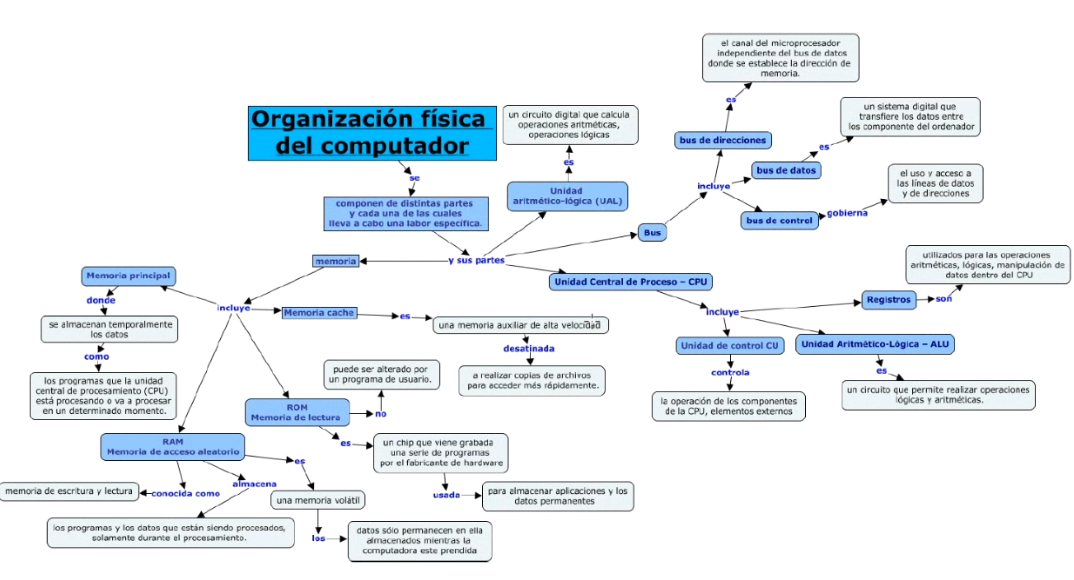 Organización física
del computador
se
componen de distintas partes
y cada una de las cuales
lleva a cabo una labor específica.
y sus partes
un circuito digital que calcula
operaciones aritméticas,
operaciones lógicas
es
Unidad
aritmético-lógica (UAL)
Bus
incluye
bus de direcciones
es
el canal del microprocesador
independiente del bus de datos
donde se establece la dirección de
memoria.
bus de datos
es
un sistema digital que
transfiere los datos entre
los componente del ordenador
bus de control
gobierna
el uso y acceso a
las líneas de datos
y de direcciones
Unidad Central de Proceso – CPU
incluye
Registros
son
utilizados para las operaciones
aritméticas, lógicas, manipulación de
datos dentro del CPU
Unidad de control CU
controla
la operación de los componentes
de la CPU, elementos externos
Unidad Aritmético-Lógica – ALU
es
un circuito que permite realizar operaciones
lógicas y aritméticas.
memoria
incluye
Memoria principal
donde
se almacenan temporalmente
los datos
como
los programas que la unidad
central de procesamiento (CPU)
está procesando o va a procesar
en un determinado momento.
Memoria cache
es
una memoria auxiliar de alta velocidad
desatinada
a realizar copias de archivos
para acceder más rápidamente.
ROM
Memoria de lectura
no
puede ser alterado por
un programa de usuario.
es
un chip que viene grabada
una serie de programas
por el fabricante de hardware
usada
para almacenar aplicaciones y los
datos permanentes
RAM
Memoria de acceso aleatorio
conocida como
memoria de escritura y lectura
almacena
los programas y los datos que están siendo procesados,
solamente durante el procesamiento.
es
una memoria volátil
los
datos sólo permanecen en ella
almacenados mientras la
computadora este prendida